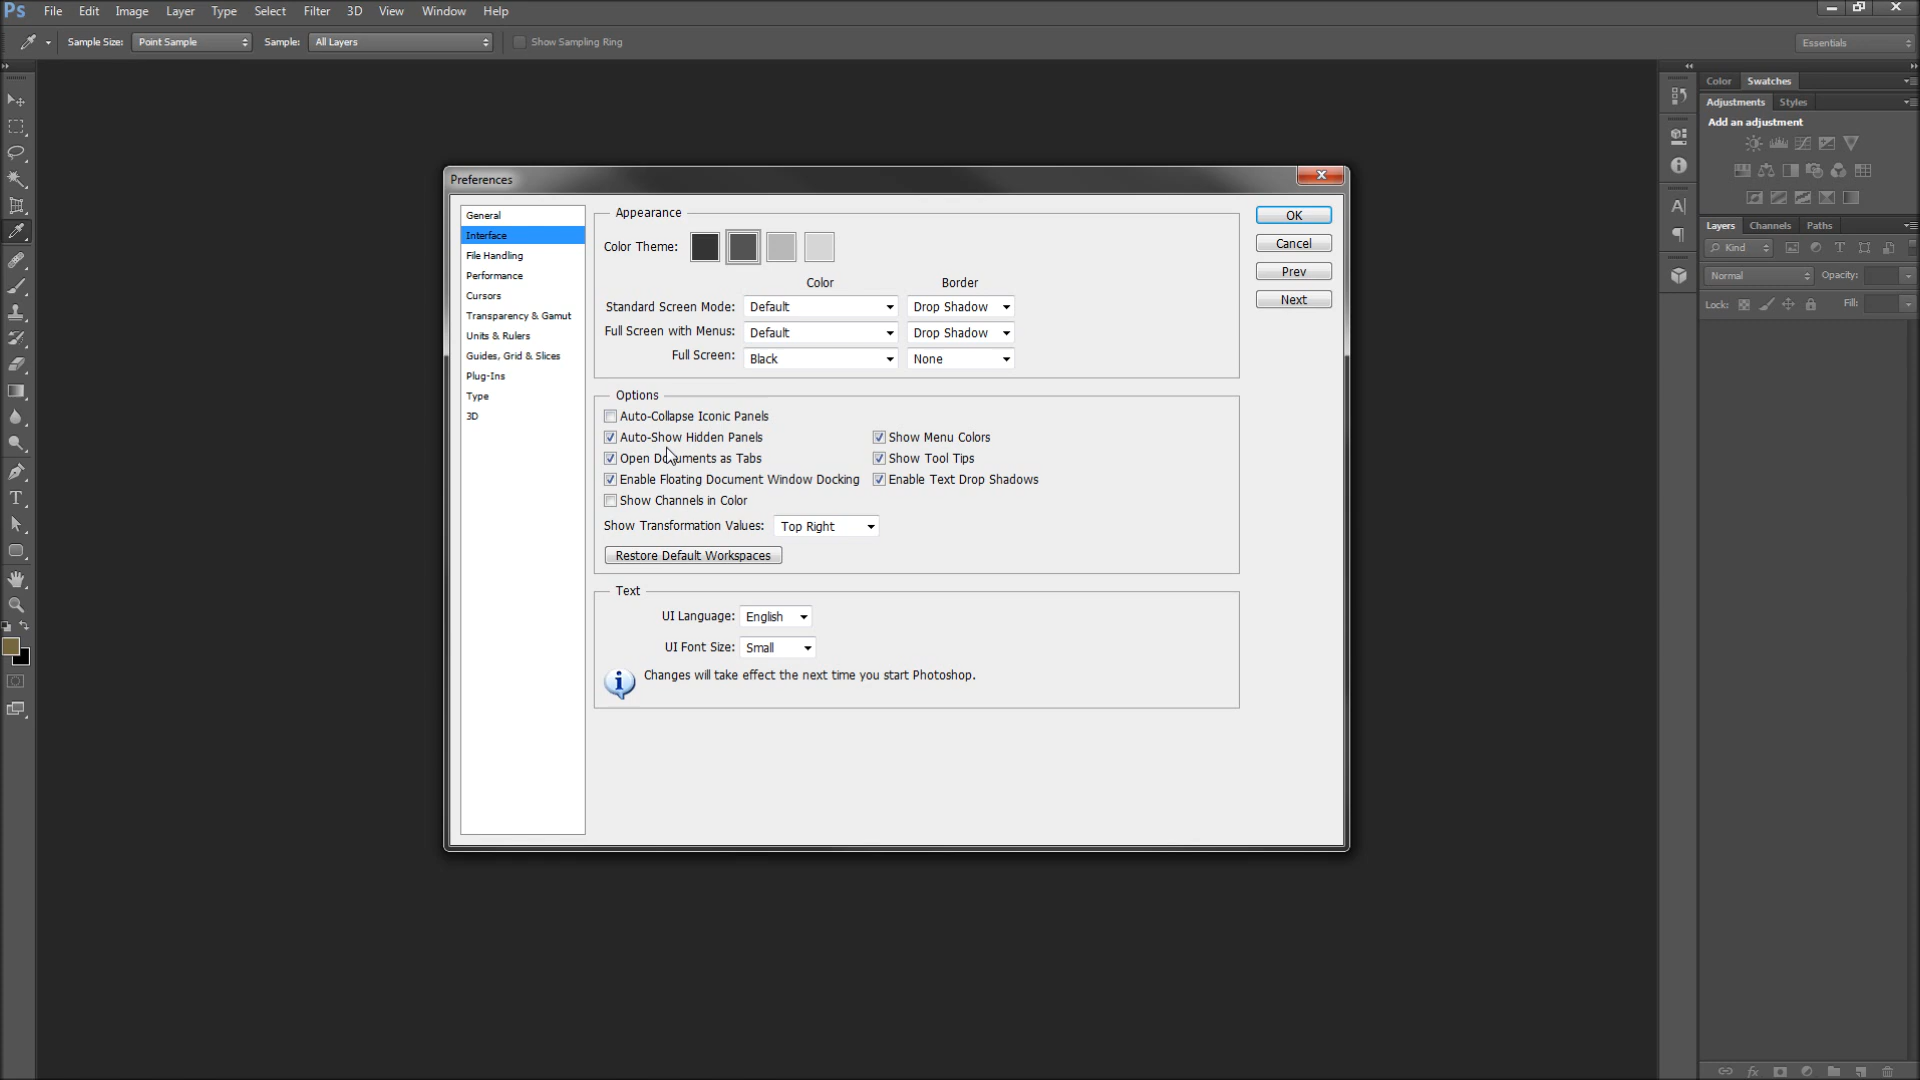 Ps File Edit Image Layer Type Select Filter 3D View Window Help
Sample Size: Point Sample Sample: All Layers Show Sampling Ring Essentials
Color Swatches
Adjustments Styles
Add an adjustment
Layers Channels Paths
Kind
Normal Opacity:
Lock: Fill:
Preferences
General
Interface
File Handling
Performance
Cursors
Transparency & Gamut
Units & Rulers
Guides, Grid & Slices
Plug-Ins
Type
3D
Appearance
Color Theme:
Color Border
Standard Screen Mode: Default Drop Shadow
Full Screen with Menus: Default Drop Shadow
Full Screen: Black None
Options
Auto-Collapse Iconic Panels
Auto-Show Hidden Panels Show Menu Colors
Open Documents as Tabs Show Tool Tips
Enable Floating Document Window Docking Enable Text Drop Shadows
Show Channels in Color
Show Transformation Values: Top Right
Restore Default Workspaces
Text
UI Language: English
UI Font Size: Small
Changes will take effect the next time you start Photoshop.
OK
Cancel
Prev
Next